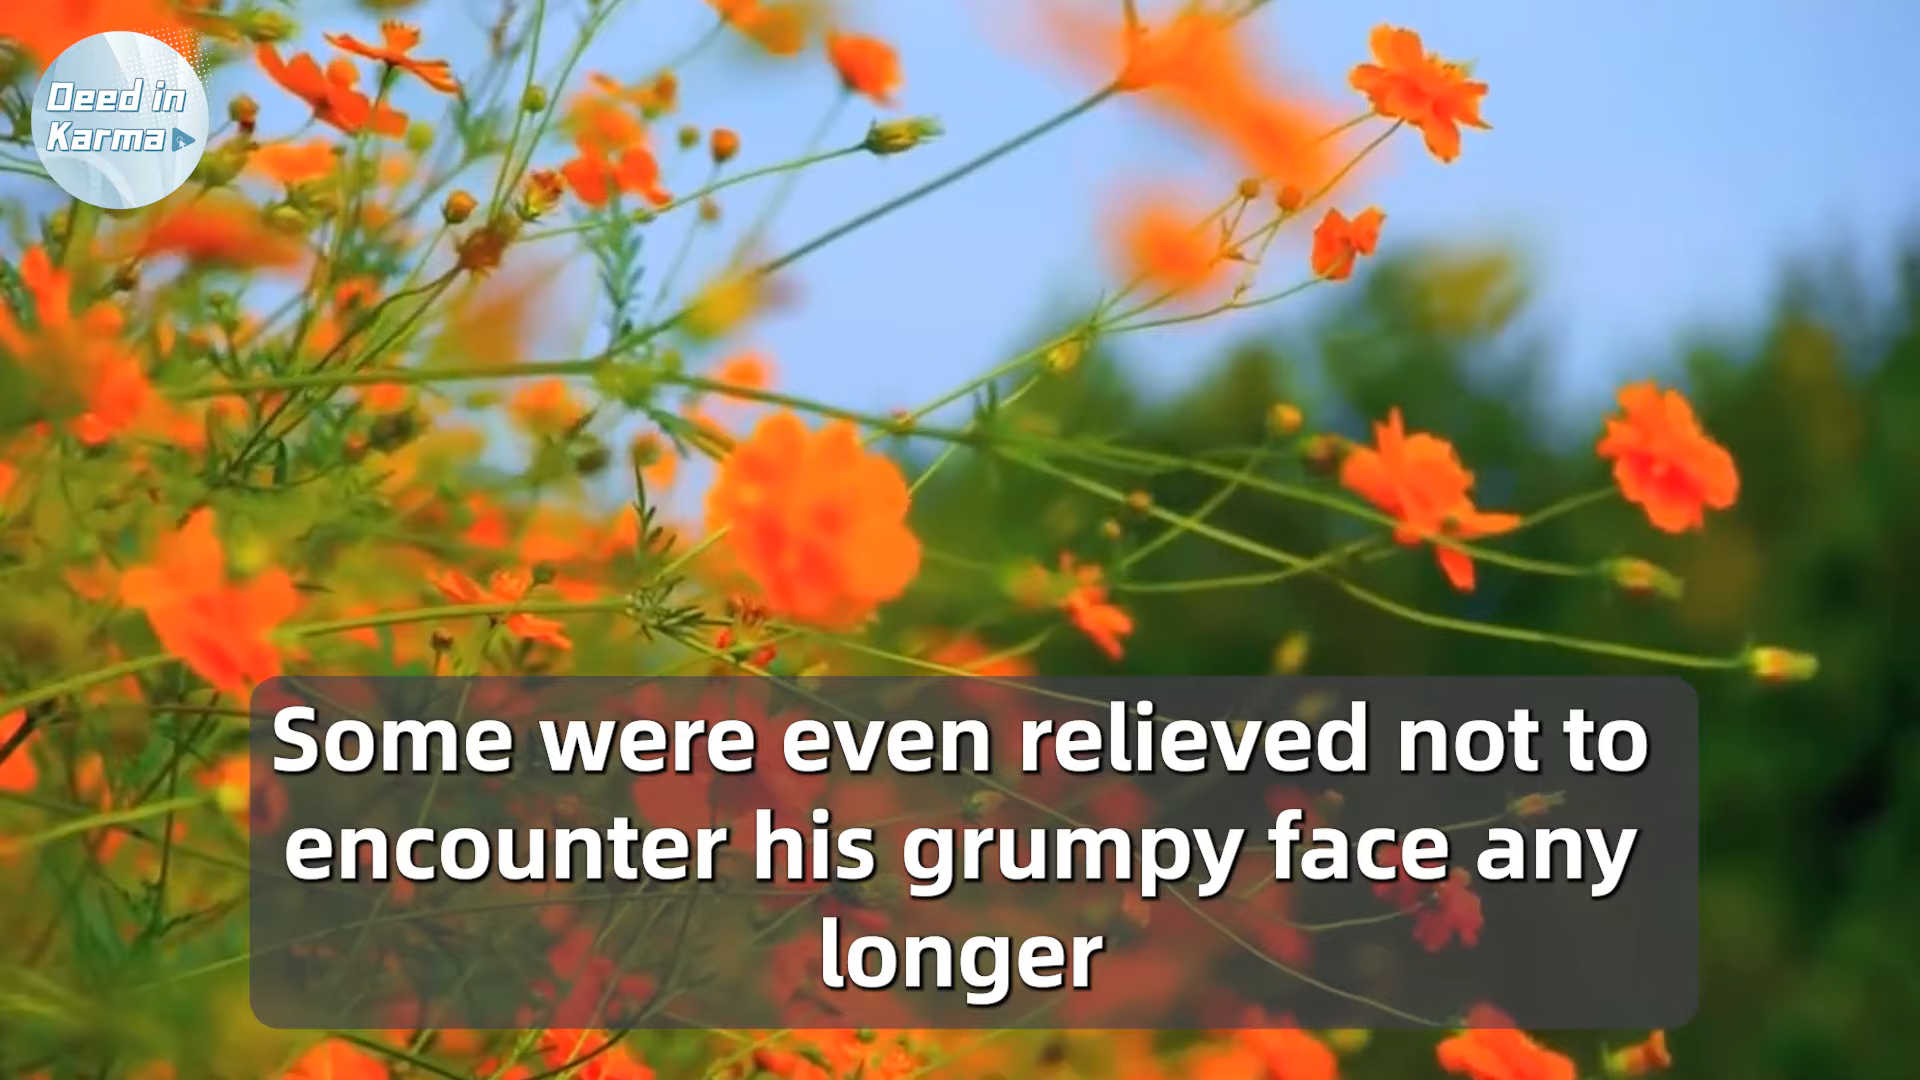 Deed in
Karma
Some were even relieved not to
encounter his grumpy face any
longer